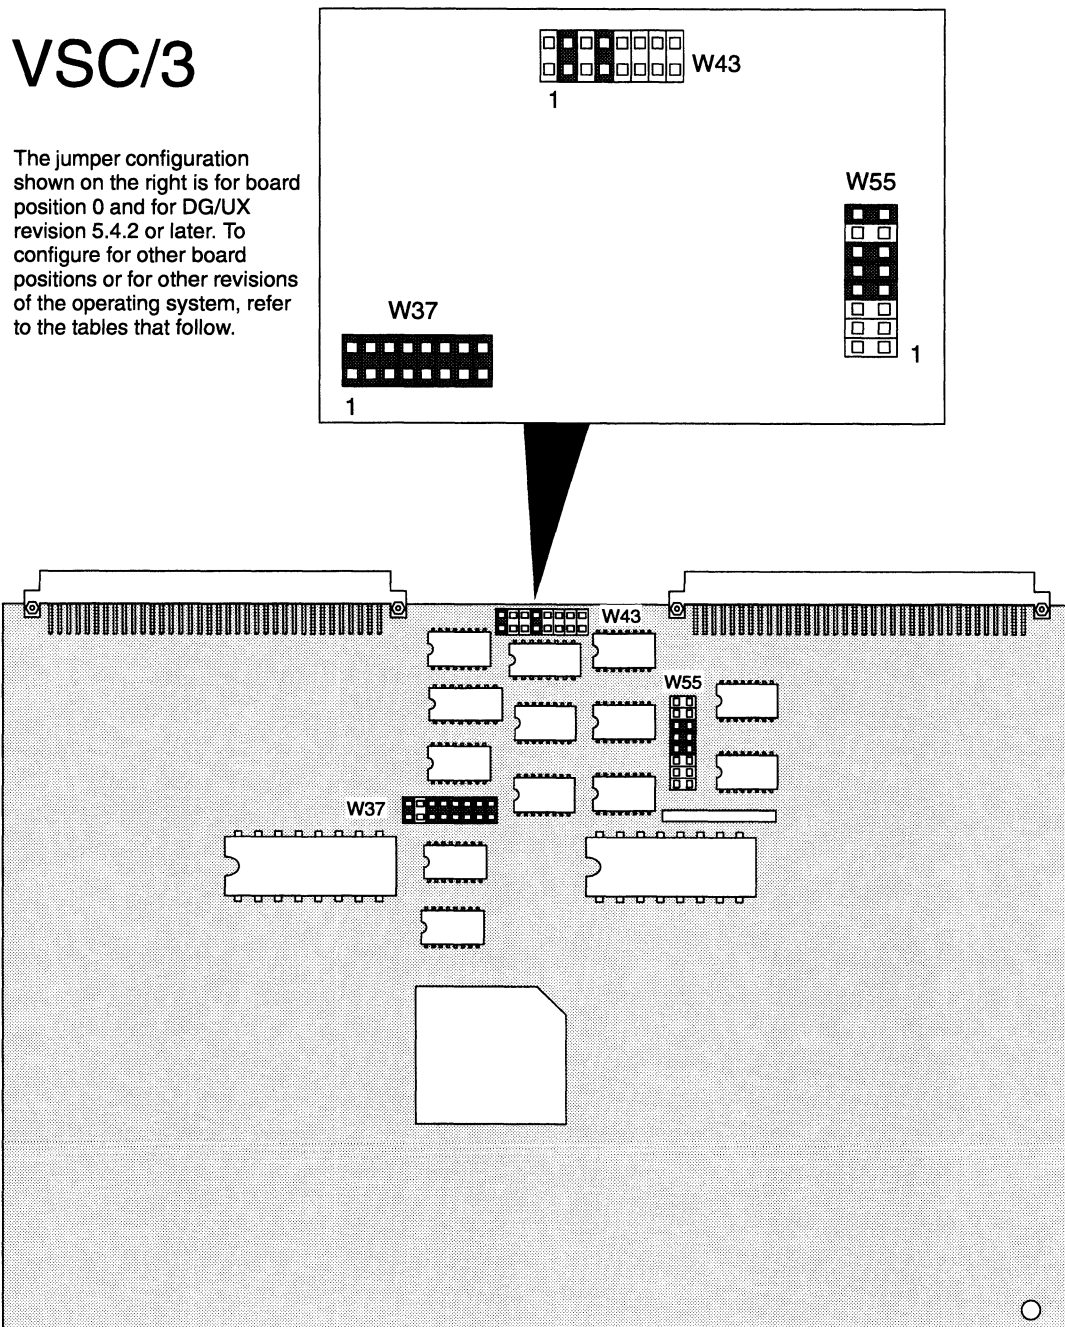 VSC/3
The jumper configuration
shown on the right is for board
position 0 and for DG/UX
revision 5.4.2 or later. To
configure for other board
positions or for other revisions
of the operating system, refer
to the tables that follow.
W43
1
W55
1
W37
1
W43
W55
W37